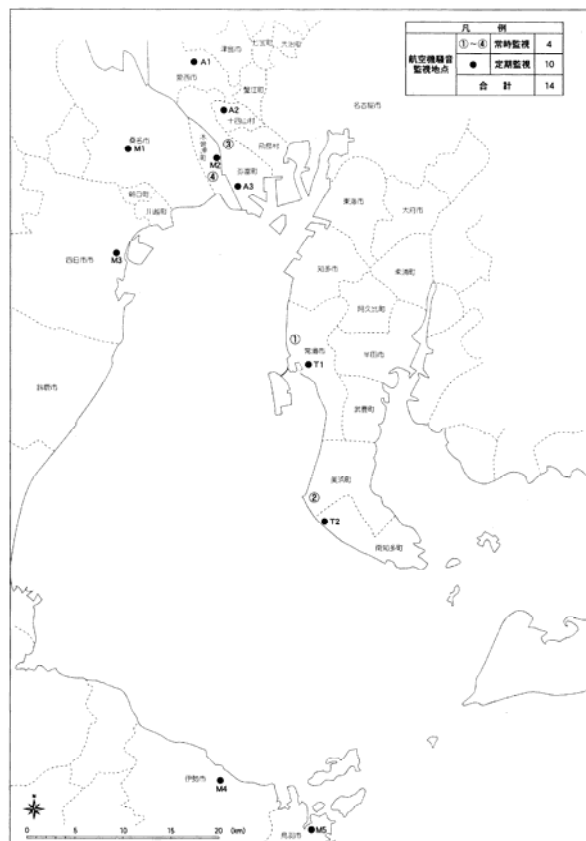 凡 例
航空機騒音
監視地点
①～④ 常時監視 4
● 定期監視 10
合 計 14
A1
津島市
七宝町
大治町
愛西市
蟹江町
A2
十四山村
名古屋市
桑名市
M1
木曽岬町
③
飛島村
M2
弥富町
④
A3
朝日町
川越町
東海市
大府市
四日市市
M3
知多市
東浦町
阿久比町
①
常滑市
T1
半田市
鈴鹿市
武豊町
美浜町
②
T2
南知多町
伊勢市
M4
鳥羽市
M5
N
0 5 10 15 20 (km)